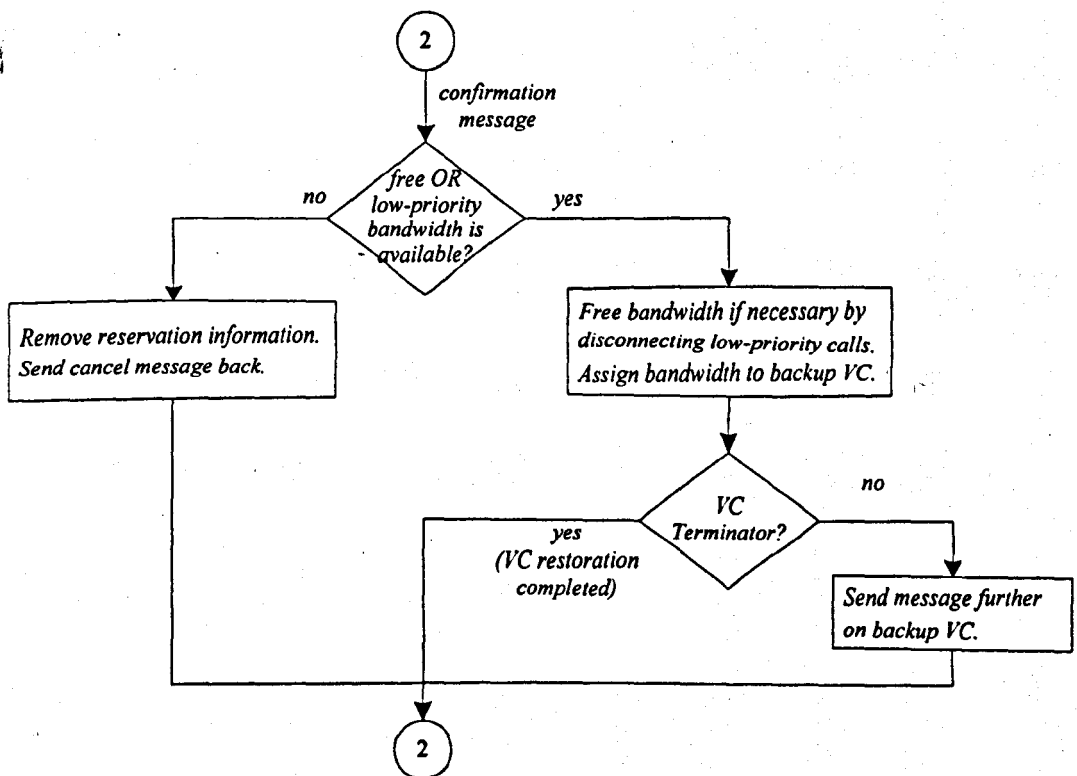 2
confirmation
message
free OR
low-priority
bandwidth is
available?
no
yes
Remove reservation information.
Send cancel message back.
Free bandwidth if necessary by
disconnecting low-priority calls.
Assign bandwidth to backup VC.
VC
Terminator?
no
yes
(VC restoration
completed)
Send message further
on backup VC.
2